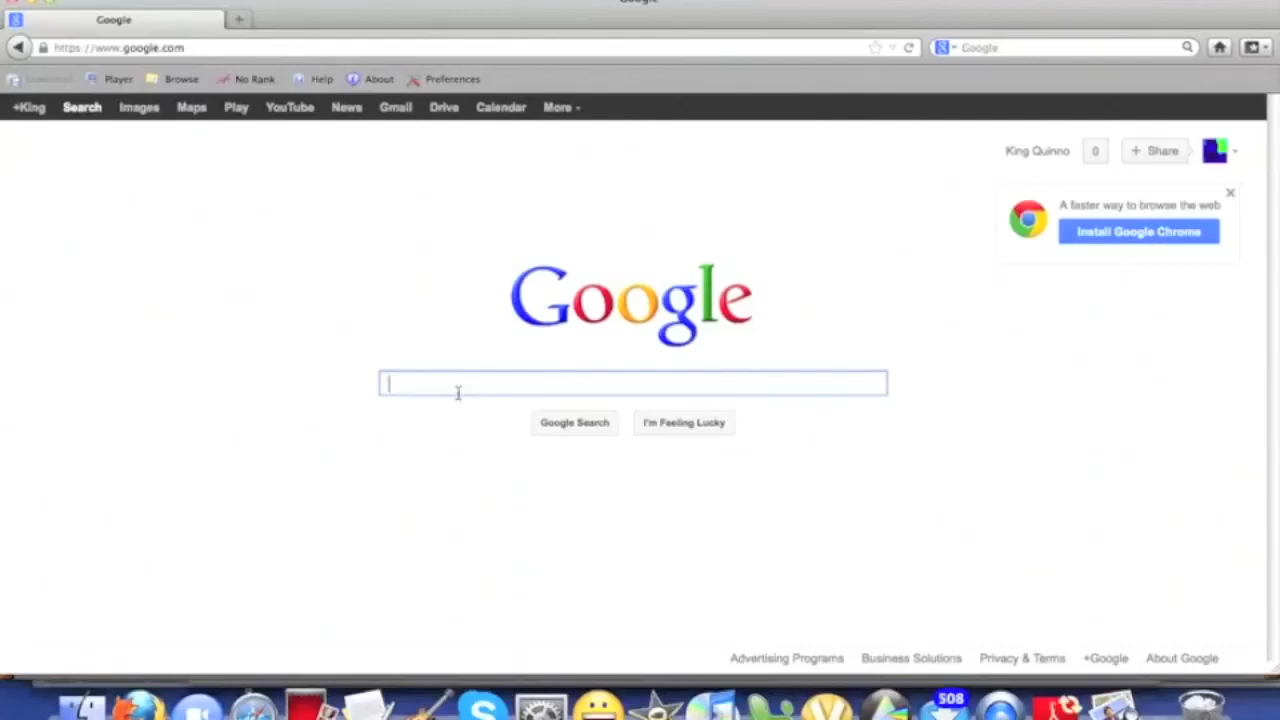 Google
Google
https://www.google.com
Google
Player Browse No Rank Help About Preferences
+King Search Images Maps Play YouTube News Gmail Drive Calendar More
King Quinno 0 + Share
A faster way to browse the web
Install Google Chrome
Google
Google Search I'm Feeling Lucky
Advertising Programs Business Solutions Privacy & Terms +Google About Google
508